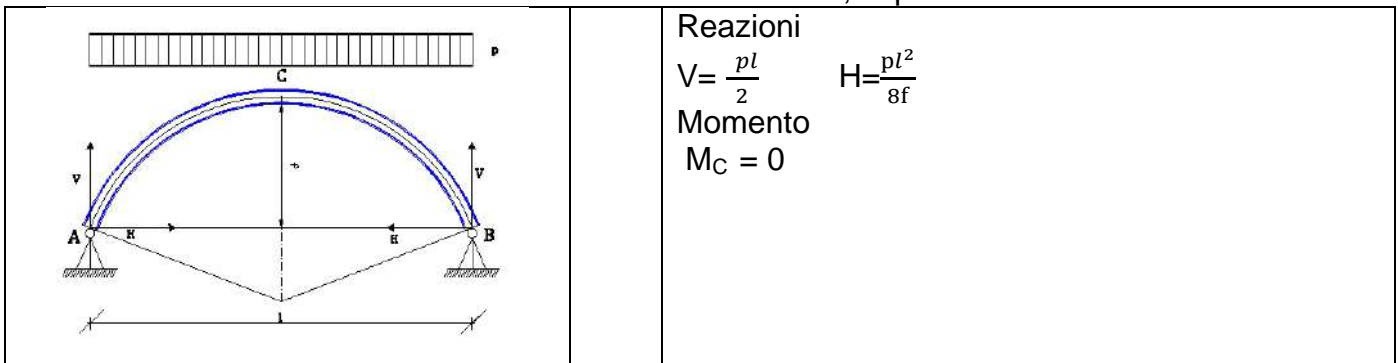 p
C
f
V
V
A
H
H
B
L
Reazioni
V= pl/2 H=pl²/8f
Momento
M_C = 0